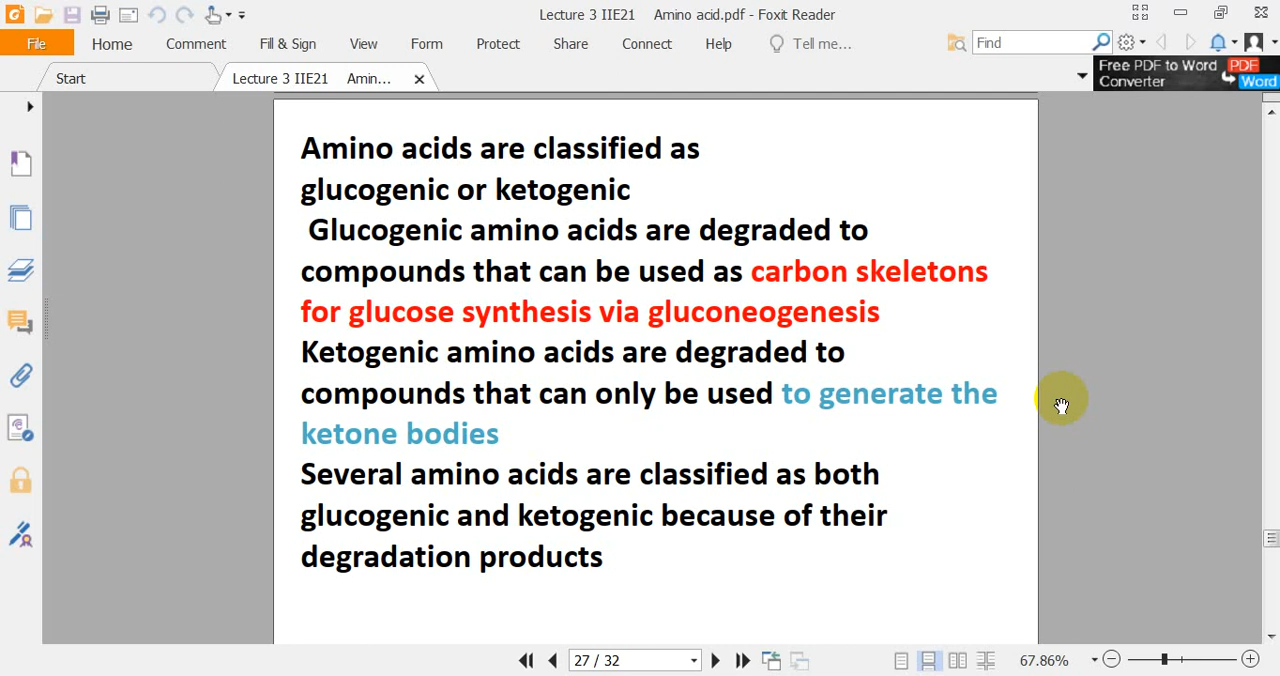 Lecture 3 IIE21 Amino acid.pdf - Foxit Reader
File Home Comment Fill & Sign View Form Protect Share Connect Help Tell me... Find
Start Lecture 3 IIE21 Amin... Free PDF to Word PDF
Converter Word
Amino acids are classified as
glucogenic or ketogenic
Glucogenic amino acids are degraded to
compounds that can be used as carbon skeletons
for glucose synthesis via gluconeogenesis
Ketogenic amino acids are degraded to
compounds that can only be used to generate the
ketone bodies
Several amino acids are classified as both
glucogenic and ketogenic because of their
degradation products
27 / 32 67.86%